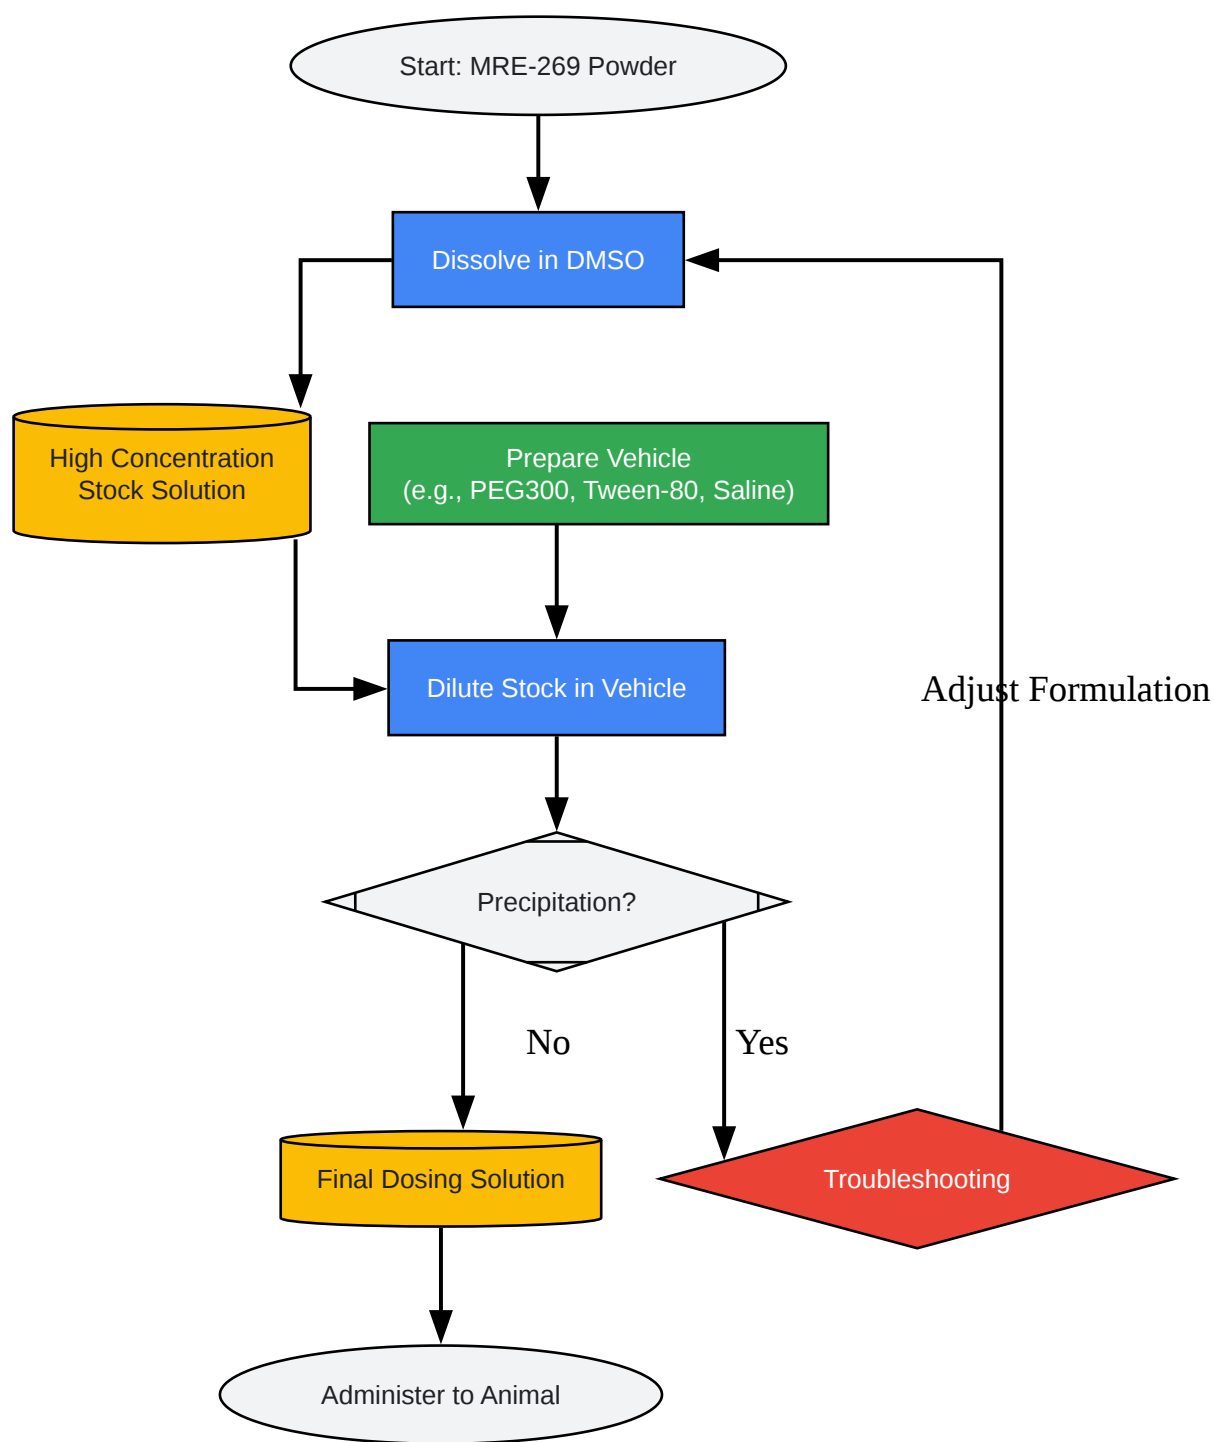 Start: MRE-269 Powder
Dissolve in DMSO
High Concentration
Stock Solution
Prepare Vehicle
(e.g., PEG300, Tween-80, Saline)
Dilute Stock in Vehicle
Adjust Formulation
Precipitation?
No
Yes
Final Dosing Solution
Troubleshooting
Administer to Animal